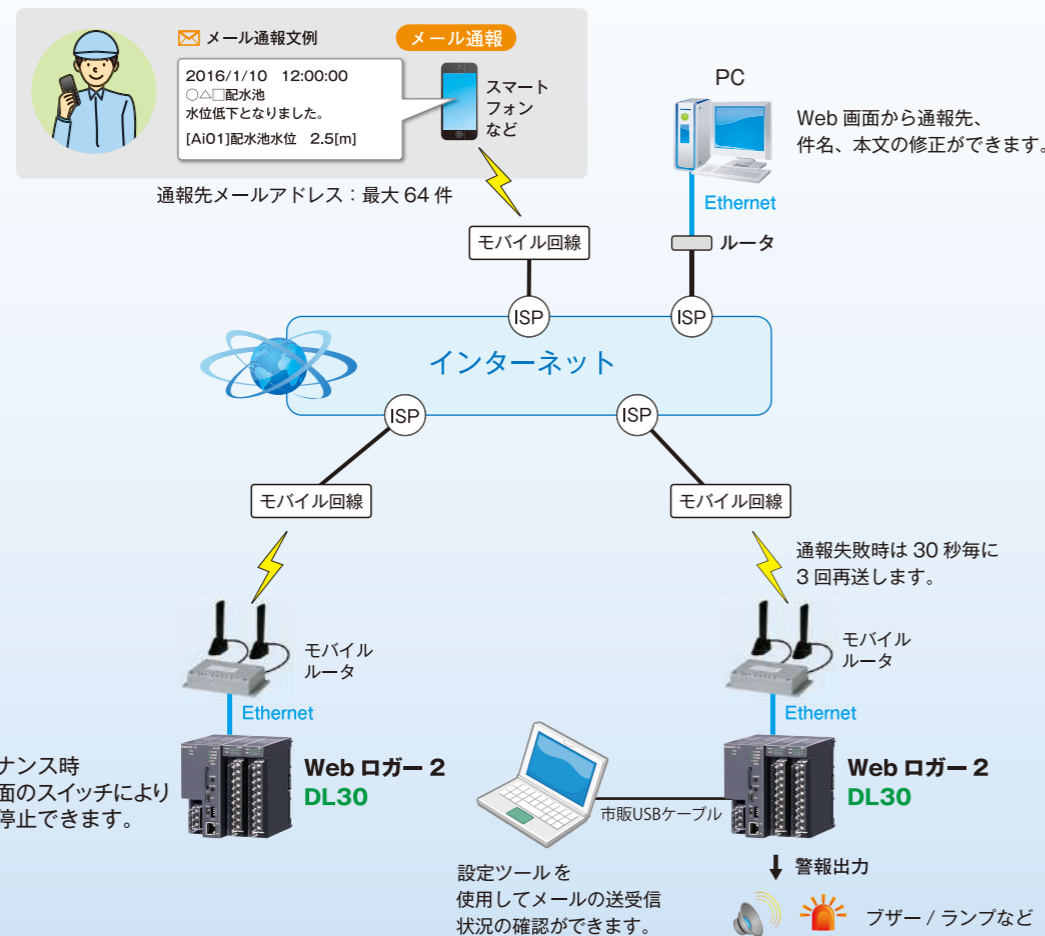 メール通報文例
メール通報
2016/1/10 12:00:00
○△□配水池
水位低下となりました。
[Ai01]配水池水位 2.5[m]
スマート
フォン
など
通報先メールアドレス：最大 64 件
PC
Web 画面から通報先、
件名、本文の修正ができます。
Ethernet
ルータ
モバイル回線
ISP
ISP
インターネット
ISP
ISP
モバイル回線
モバイル回線
通報失敗時は 30 秒毎に
3 回再送します。
モバイル
ルータ
モバイル
ルータ
Ethernet
Ethernet
ナンス時
面のスイッチにより
停止できます。
Web ロガー 2
DL30
市販USBケーブル
Web ロガー 2
DL30
設定ツールを
使用してメールの送受信
状況の確認ができます。
警報出力
ブザー / ランプなど